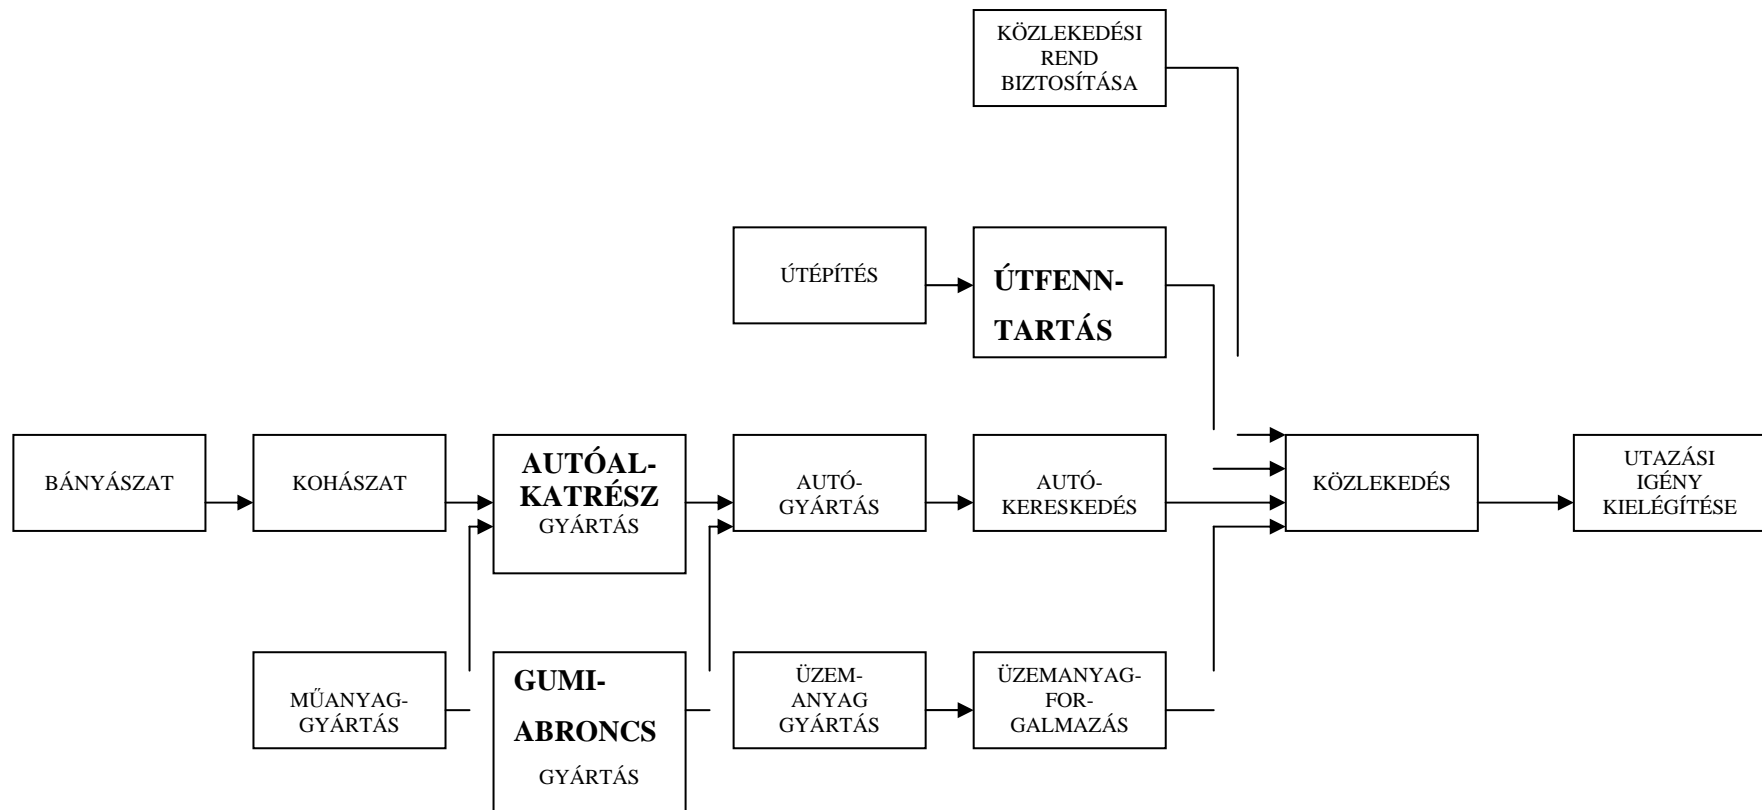 KÖZLEKEDÉSI
REND
BIZTOSÍTÁSA
ÚTÉPÍTÉS
ÚTFENN-
TARTÁS
BÁNYÁSZAT
KOHÁSZAT
AUTÓAL-
KATRÉSZ
GYÁRTÁS
AUTÓ-
GYÁRTÁS
AUTÓ-
KERESKEDÉS
KÖZLEKEDÉS
UTAZÁSI
IGÉNY
KIELÉGÍTÉSE
MŰANYAG-
GYÁRTÁS
GUMI-
ABRONCS
GYÁRTÁS
ÜZEM-
ANYAG
GYÁRTÁS
ÜZEMANYAG-
FOR-
GALMAZÁS